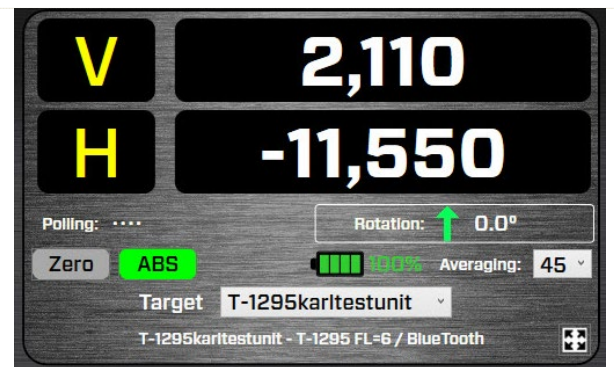 V 2,110
H -11,550
Polling: ···· Rotation: 0.0°
Zero ABS 100% Averaging: 45
Target T-1295karltestunit
T-1295karltestunit - T-1295 FL=6 / BlueTooth